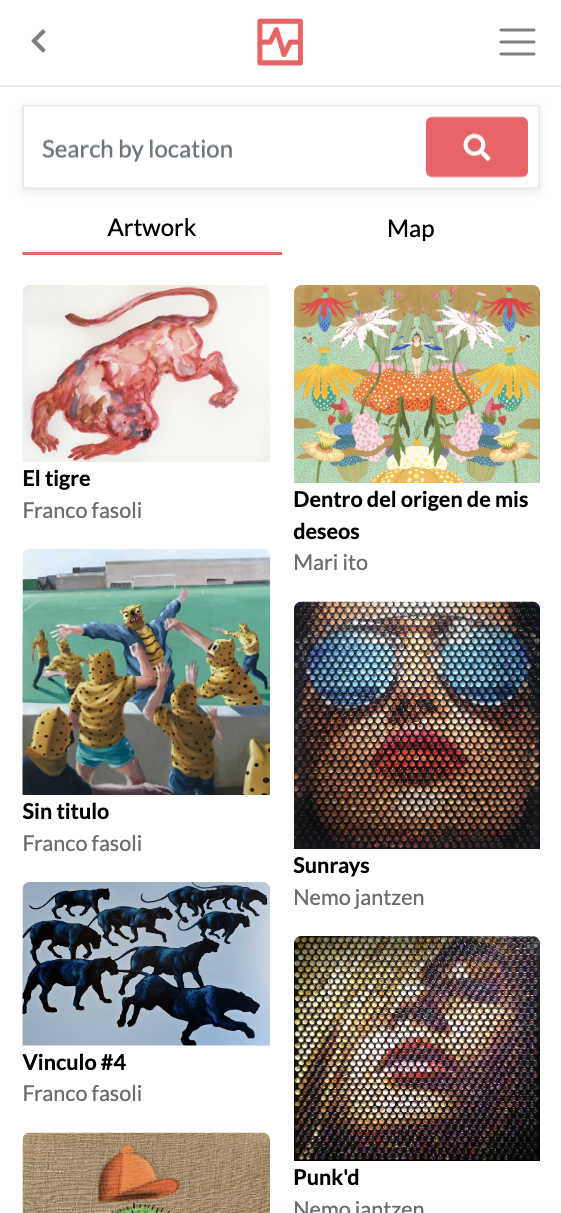 Search by location
Artwork
Map
El tigre
Franco fasoli
Dentro del origen de mis
deseos
Mari ito
Sin titulo
Franco fasoli
Sunrays
Nemo jantzen
Vinculo #4
Franco fasoli
Punk'd
Nemo jantzen